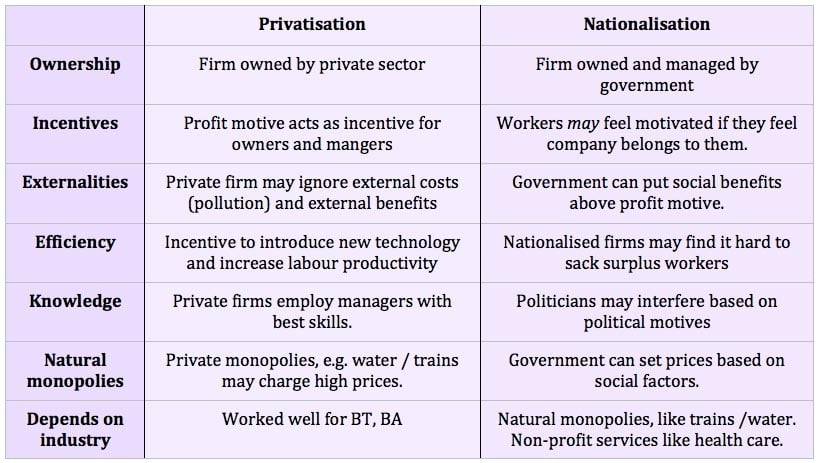 Privatisation
Nationalisation
Ownership
Firm owned by private sector
Firm owned and managed by
government
Incentives
Profit motive acts as incentive for
owners and mangers
Workers may feel motivated if they feel
company belongs to them.
Externalities
Private firm may ignore external costs
(pollution) and external benefits
Government can put social benefits
above profit motive.
Efficiency
Incentive to introduce new technology
and increase labour productivity
Nationalised firms may find it hard to
sack surplus workers
Knowledge
Private firms employ managers with
best skills.
Politicians may interfere based on
political motives
Natural
monopolies
Private monopolies, e.g. water / trains
may charge high prices.
Government can set prices based on
social factors.
Depends on
industry
Worked well for BT, BA
Natural monopolies, like trains /water.
Non-profit services like health care.